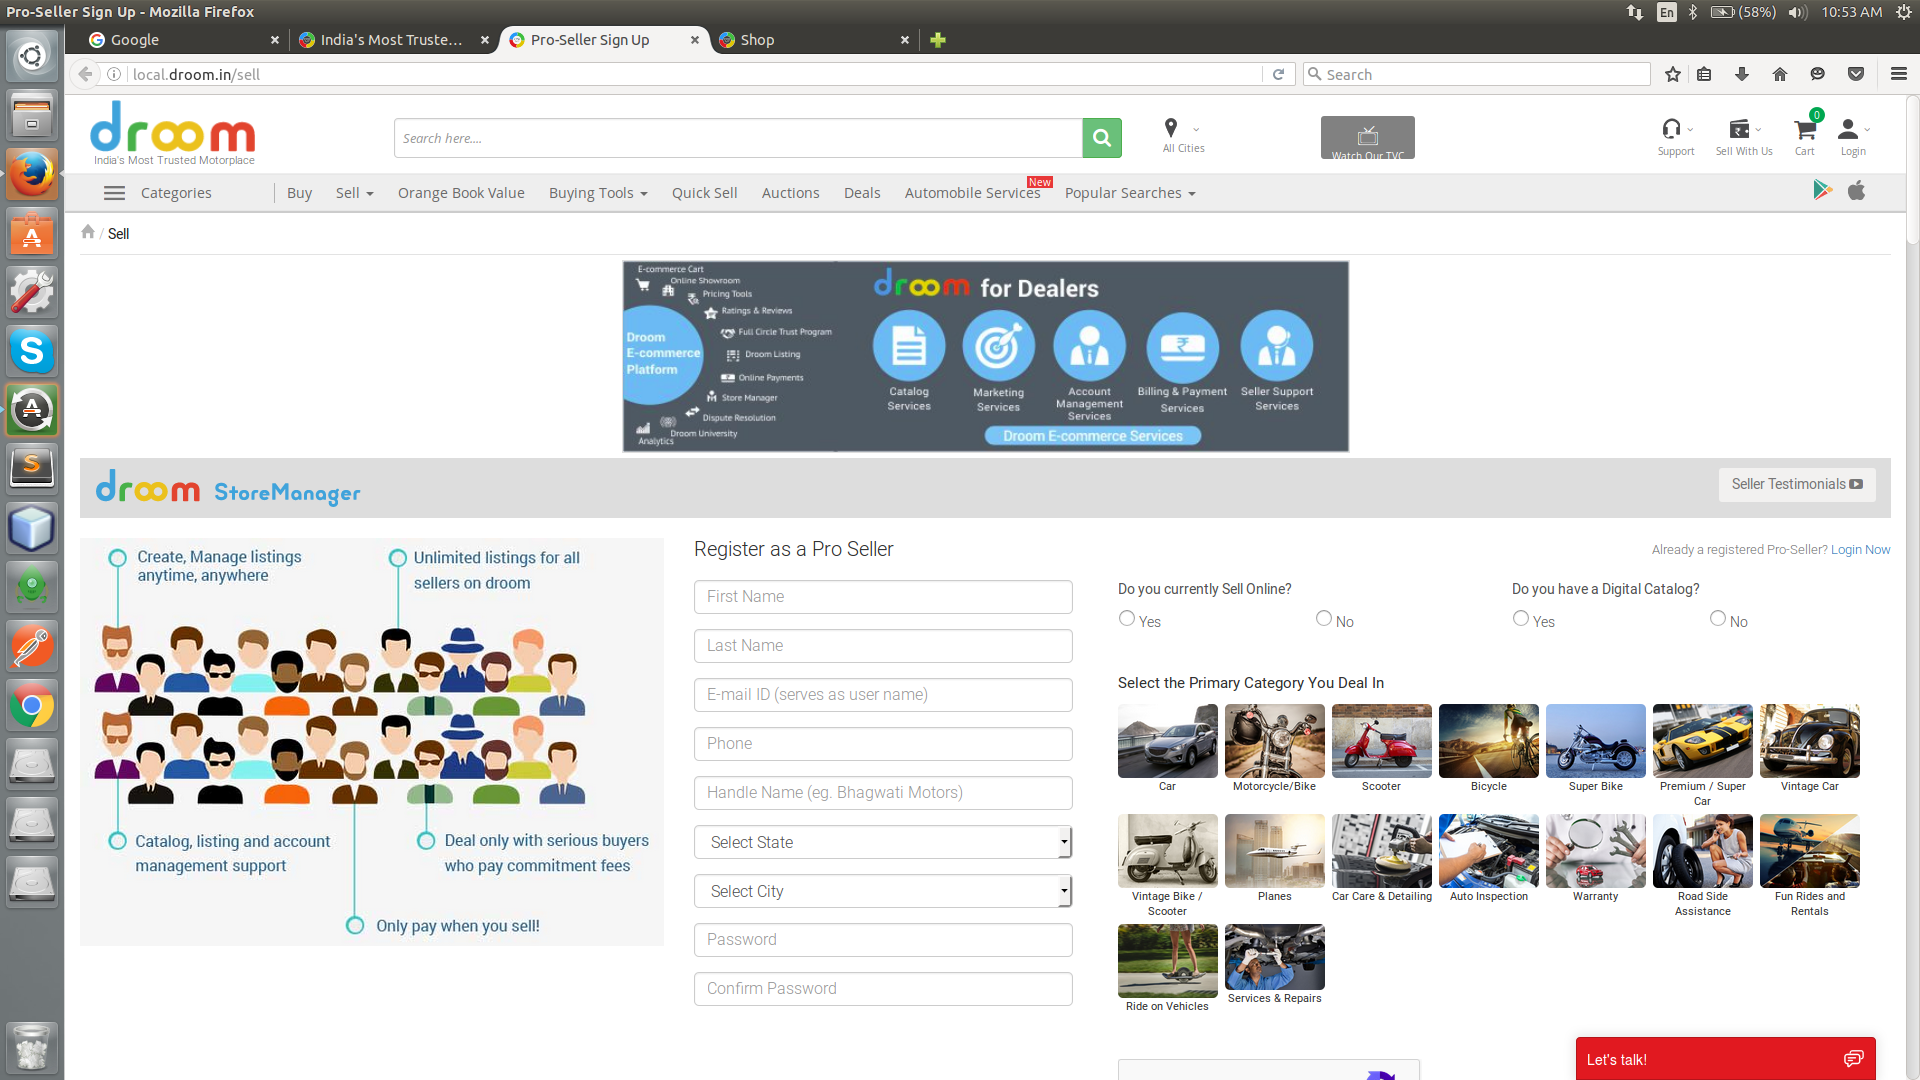 Pro-Seller Sign Up - Mozilla Firefox
En
(58%)
10:53 AM
Google
India's Most Truste...
Pro-Seller Sign Up
Shop
local.droom.in/sell
Search
droom
India's Most Trusted Motorplace
Search here....
All Cities
Watch Our TVC
Support
Sell With Us
0
Cart
Login
Categories
Buy
Sell
Orange Book Value
Buying Tools
Quick Sell
Auctions
Deals
Automobile Services
New
Popular Searches
/ Sell
E-commerce Cart
Online Showroom
Pricing Tools
Ratings & Reviews
Full Circle Trust Program
Droom Listing
Online Payments
Store Manager
Dispute Resolution
Droom University
Analytics
Droom
E-commerce
Platform
droom for Dealers
Catalog
Services
Marketing
Services
Account
Management
Services
Billing & Payment
Services
Seller Support
Services
Droom E-commerce Services
droom StoreManager
Seller Testimonials
Create, Manage listings
anytime, anywhere
Unlimited listings for all
sellers on droom
Catalog, listing and account
management support
Deal only with serious buyers
who pay commitment fees
Only pay when you sell!
Register as a Pro Seller
Already a registered Pro-Seller? Login Now
First Name
Last Name
E-mail ID (serves as user name)
Phone
Handle Name (eg. Bhagwati Motors)
Select State
Select City
Password
Confirm Password
Do you currently Sell Online?
Yes
No
Do you have a Digital Catalog?
Yes
No
Select the Primary Category You Deal In
Car
Motorcycle/Bike
Scooter
Bicycle
Super Bike
Premium / Super
Car
Vintage Car
Vintage Bike /
Scooter
Planes
Car Care & Detailing
Auto Inspection
Warranty
Road Side
Assistance
Fun Rides and
Rentals
Ride on Vehicles
Services & Repairs
Let's talk!